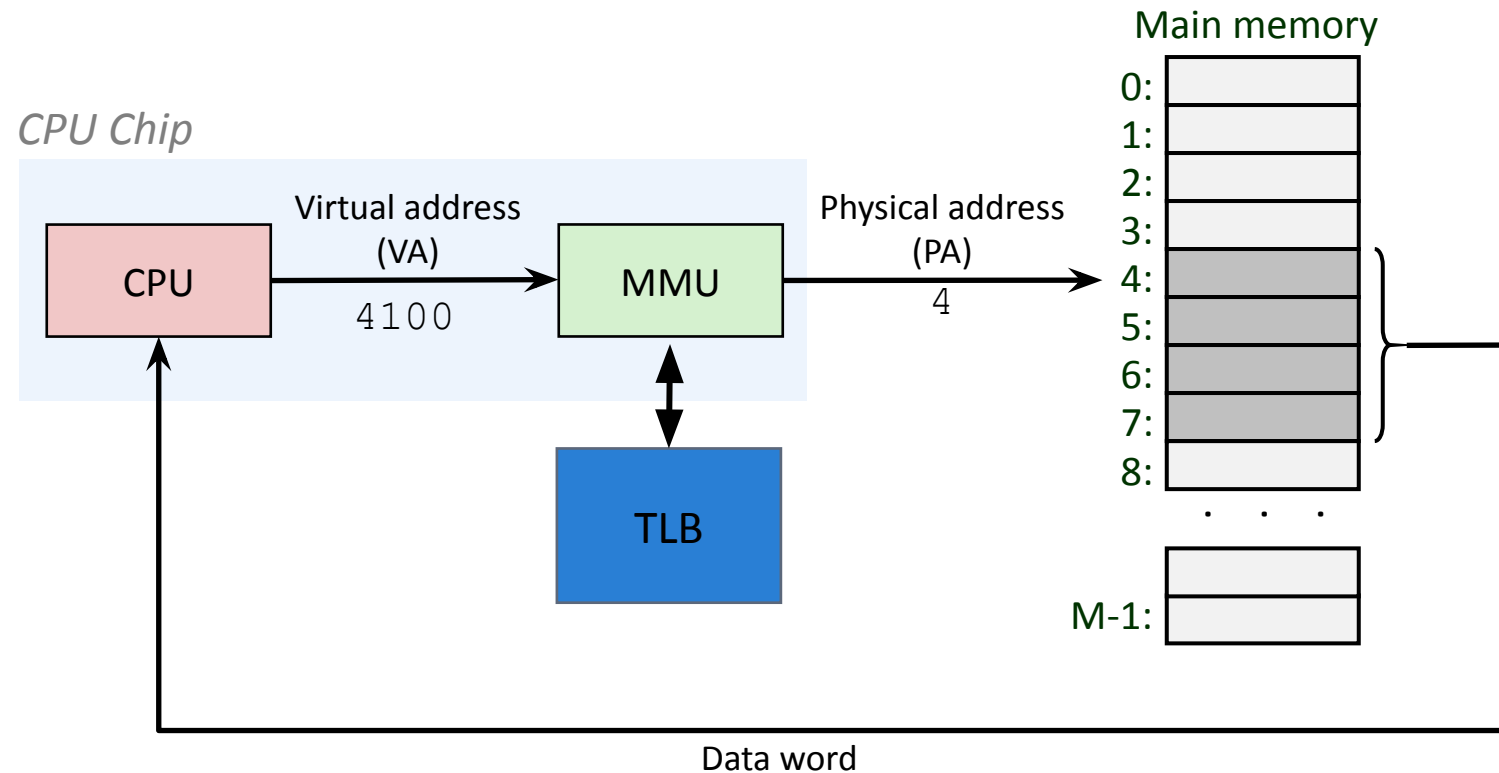 Main memory
CPU Chip
0:
1:
2:
3:
4:
5:
6:
7:
8:
. . .
M-1:
Virtual address
(VA)
4100
Physical address
(PA)
4
CPU
MMU
TLB
Data word